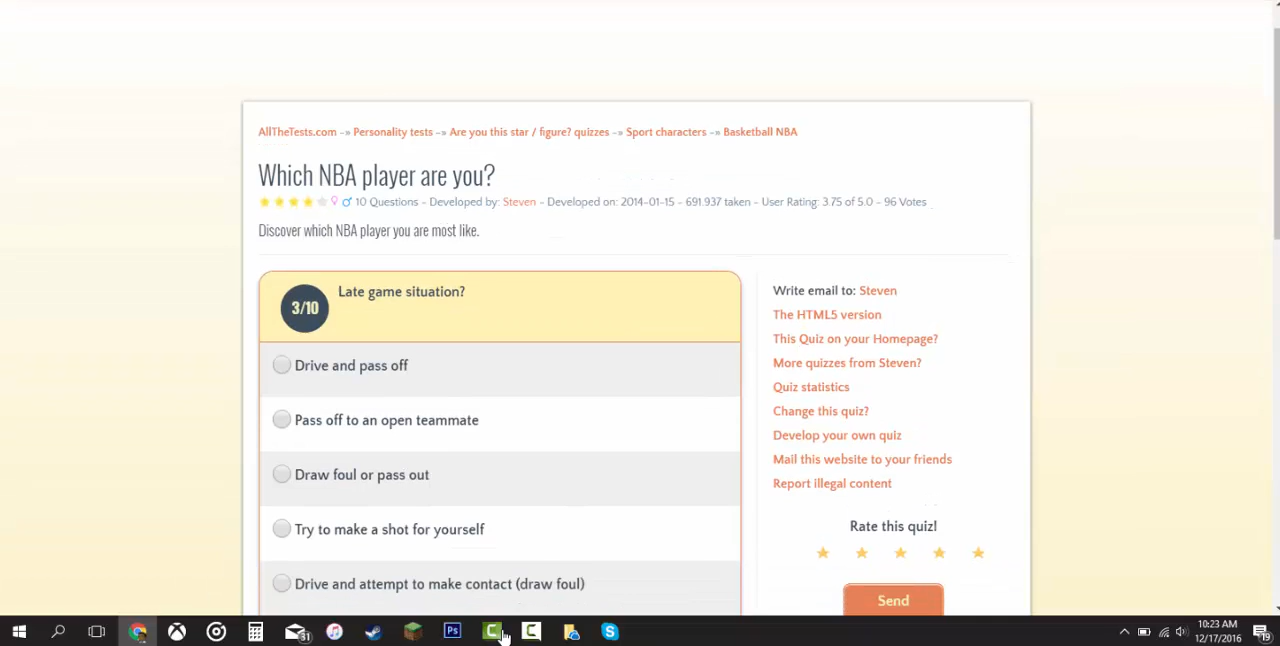 AllTheTests.com -» Personality tests -» Are you this star / figure? quizzes -» Sport characters -» Basketball NBA
Which NBA player are you?
10 Questions - Developed by: Steven - Developed on: 2014-01-15 - 691.937 taken - User Rating: 3.75 of 5.0 - 96 Votes
Discover which NBA player you are most like.
3/10
Late game situation?
Drive and pass off
Pass off to an open teammate
Draw foul or pass out
Try to make a shot for yourself
Drive and attempt to make contact (draw foul)
Write email to: Steven
The HTML5 version
This Quiz on your Homepage?
More quizzes from Steven?
Quiz statistics
Change this quiz?
Develop your own quiz
Mail this website to your friends
Report illegal content
Rate this quiz!
Send
31
Ps
C
C
S
10:23 AM
12/17/2016
19